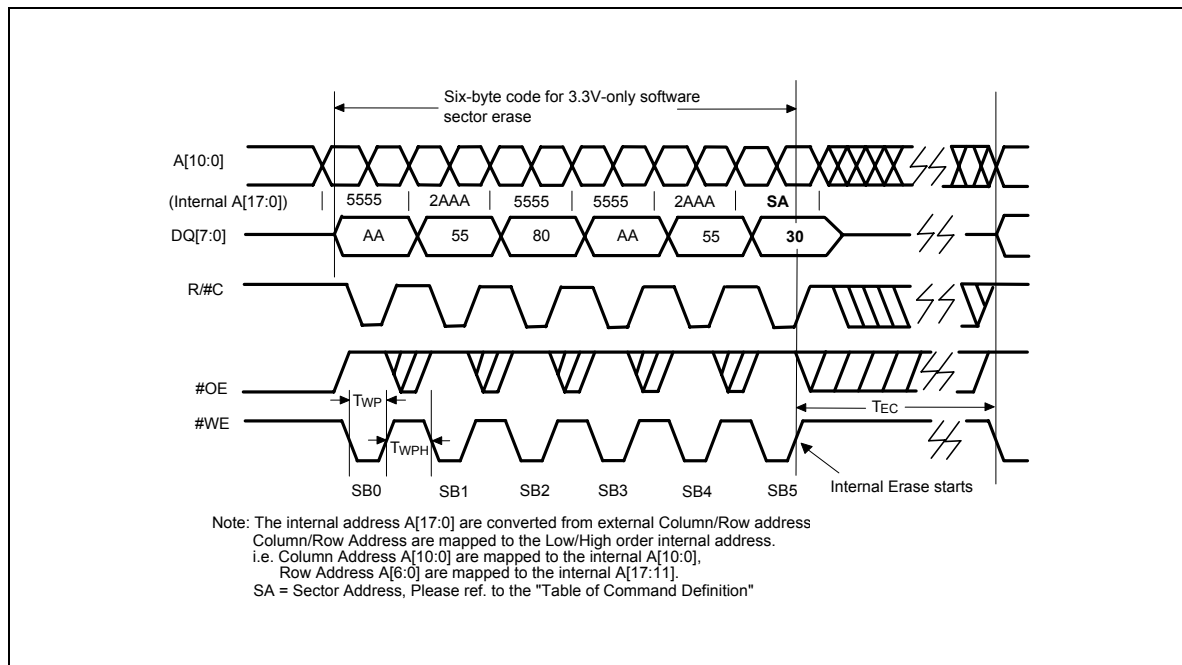 Six-byte code for 3.3V-only software
sector erase
A[10:0]
(Internal A[17:0])
5555 2AAA 5555 5555 2AAA SA
DQ[7:0]
AA 55 80 AA 55 30
R/#C
#OE
TWP
TEC
#WE
TWPH
SB0 SB1 SB2 SB3 SB4 SB5
Internal Erase starts
Note: The internal address A[17:0] are converted from external Column/Row address
Column/Row Address are mapped to the Low/High order internal address.
i.e. Column Address A[10:0] are mapped to the internal A[10:0],
Row Address A[6:0] are mapped to the internal A[17:11].
SA = Sector Address, Please ref. to the "Table of Command Definition"